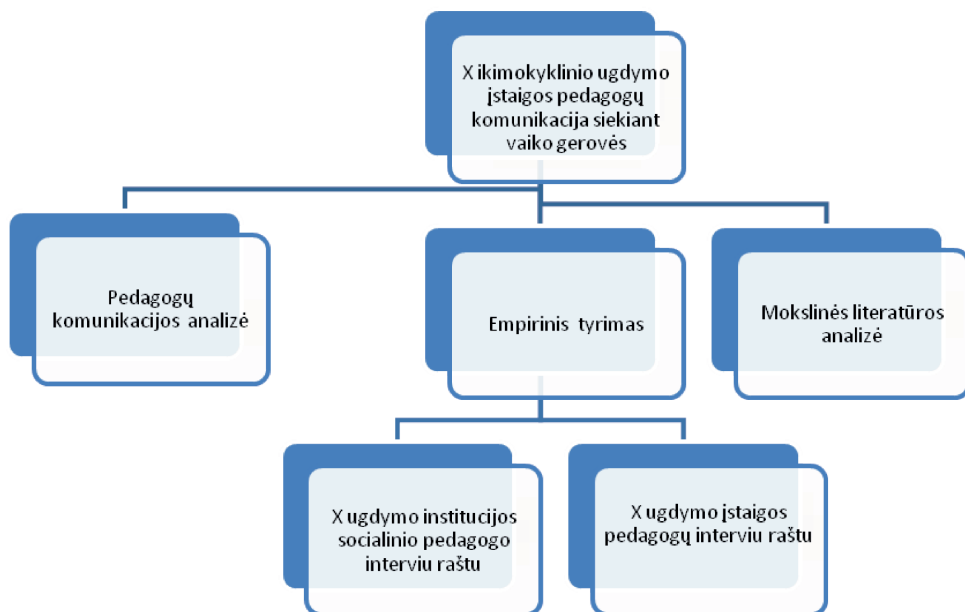 X ikimokyklinio ugdymo
įstaigos pedagogų
komunikacija siekiant
vaiko gerovės
Pedagogų
komunikacijos analizė
Empirinis tyrimas
Mokslinės literatūros
analizė
X ugdymo institucijos
socialinio pedagogo
interviu raštu
X ugdymo įstaigos
pedagogų interviu raštu